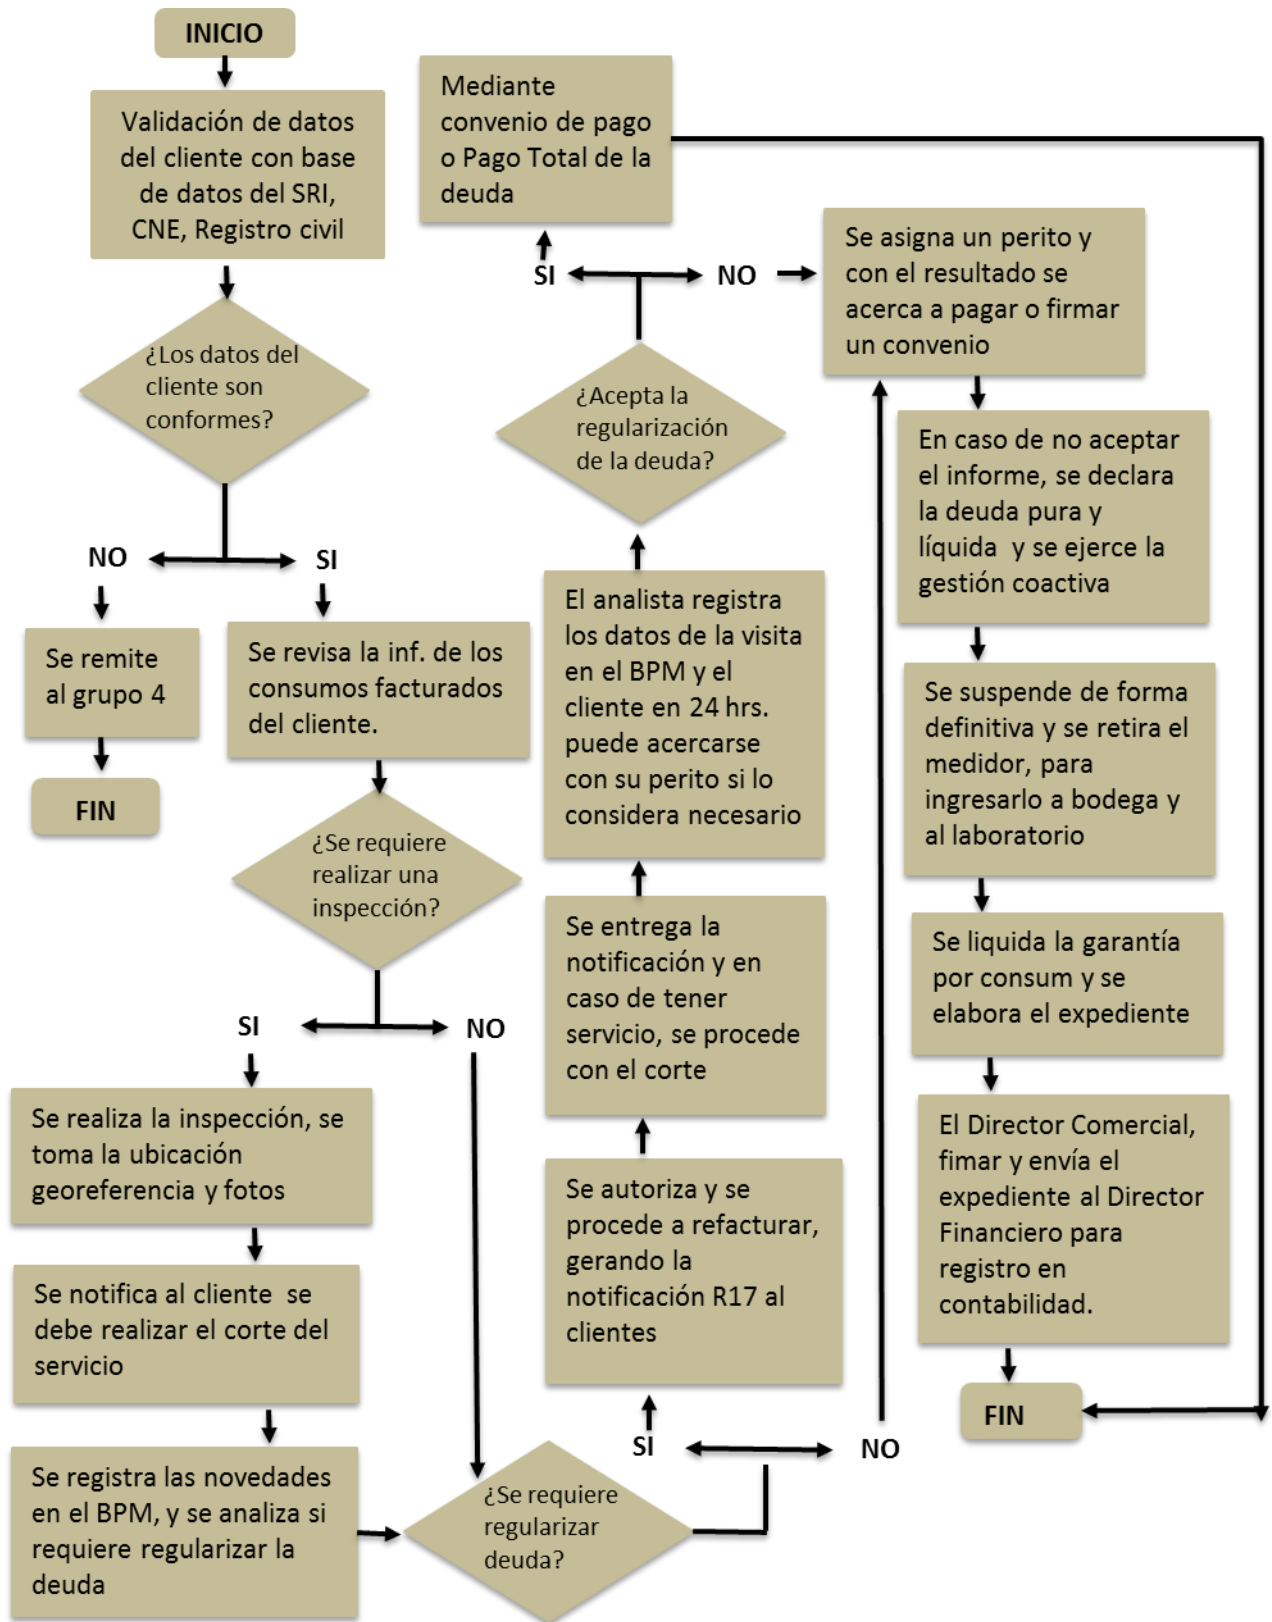 INICIO
Validación de datos
del cliente con base
de datos del SRI,
CNE, Registro civil
¿Los datos del
cliente son
conformes?
NO
SI
Se remite
al grupo 4
FIN
Se revisa la inf. de los
consumos facturados
del cliente.
¿Se requiere
realizar una
inspección?
SI
NO
Se realiza la inspección, se
toma la ubicación
georeferencia y fotos
Se notifica al cliente se
debe realizar el corte del
servicio
Se registra las novedades
en el BPM, y se analiza si
requiere regularizar la
deuda
¿Se requiere
regularizar
deuda?
SI
NO
Se autoriza y se
procede a refacturar,
gerando la
notificación R17 al
clientes
Se entrega la
notificación y en
caso de tener
servicio, se procede
con el corte
El analista registra
los datos de la visita
en el BPM y el
cliente en 24 hrs.
puede acercarse
con su perito si lo
considera necesario
¿Acepta la
regularización
de la deuda?
SI
NO
Mediante
convenio de pago
o Pago Total de la
deuda
Se asigna un perito y
con el resultado se
acerca a pagar o firmar
un convenio
En caso de no aceptar
el informe, se declara
la deuda pura y
líquida y se ejerce la
gestión coactiva
Se suspende de forma
definitiva y se retira el
medidor, para
ingresarlo a bodega y
al laboratorio
Se liquida la garantía
por consum y se
elabora el expediente
El Director Comercial,
fimar y envía el
expediente al Director
Financiero para
registro en
contabilidad.
FIN